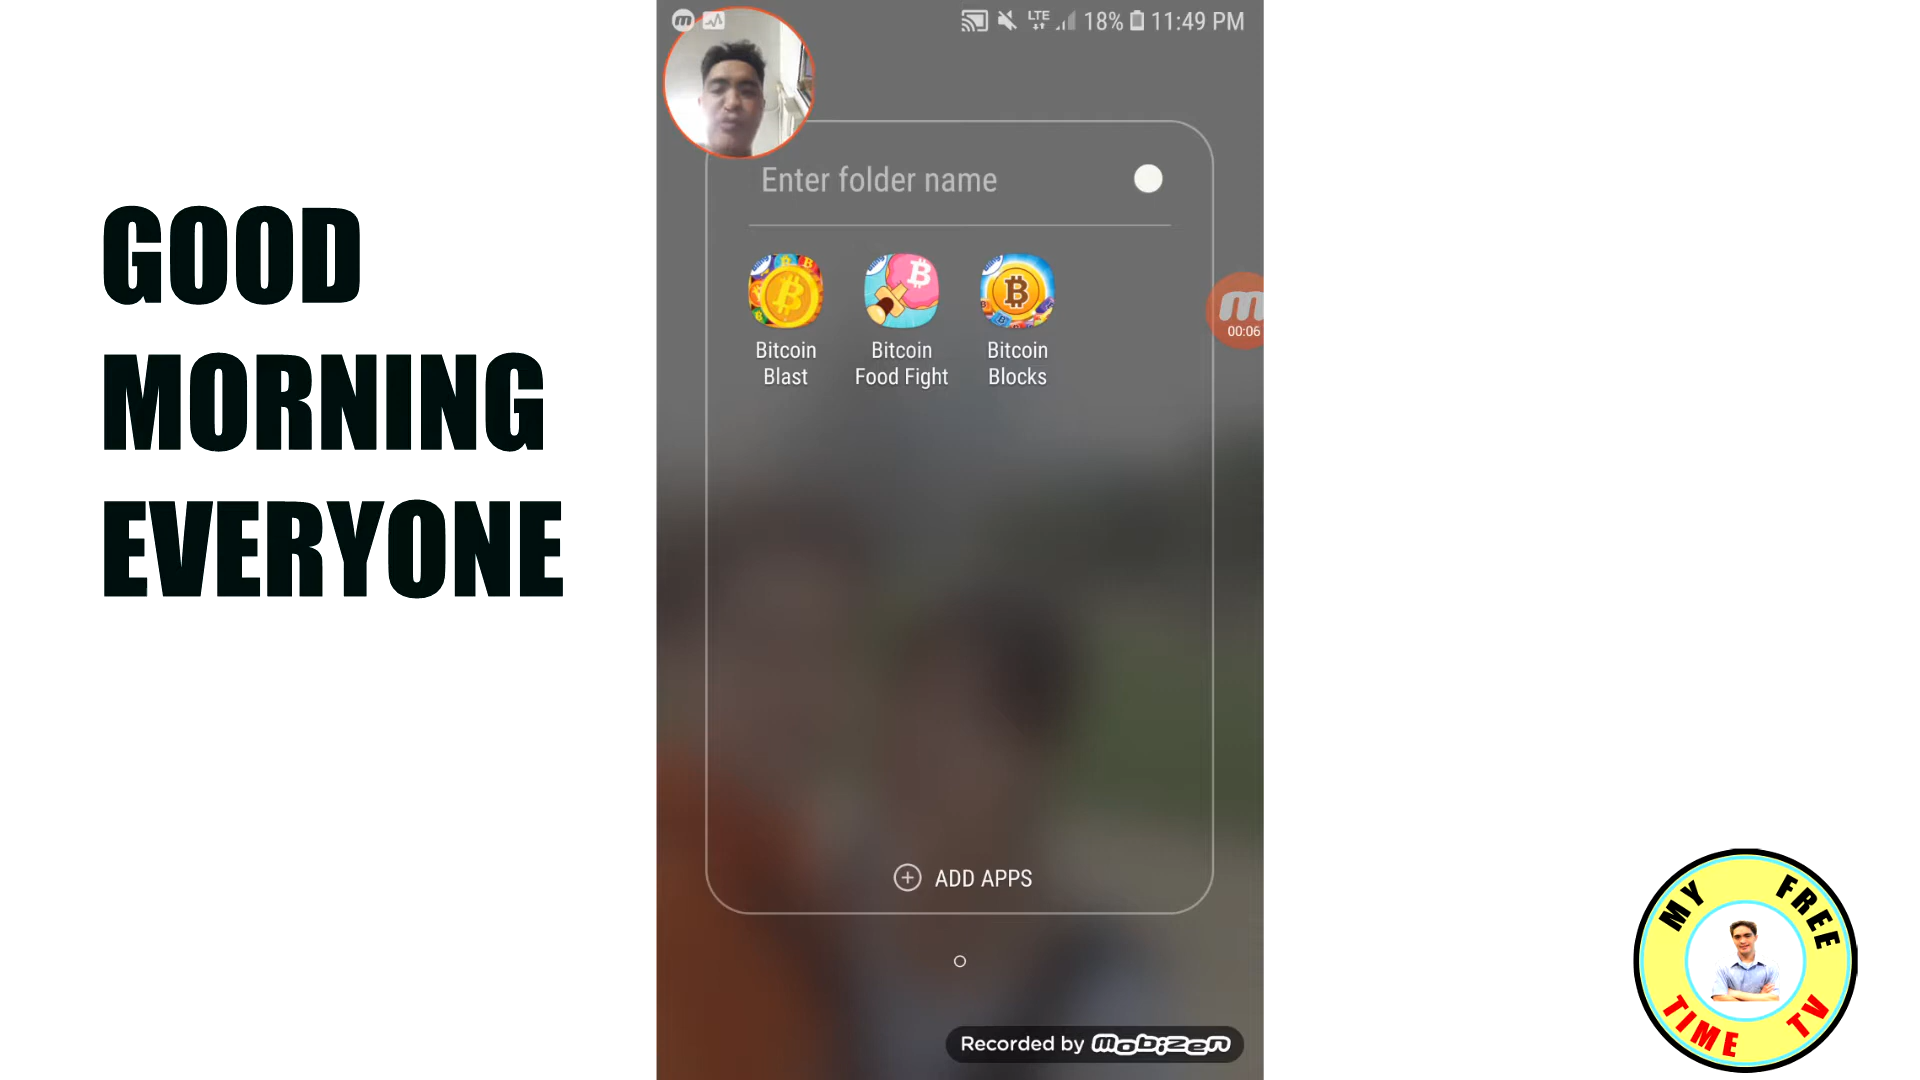 GOOD
MORNING
EVERYONE
LTE 18% 11:49 PM
Enter folder name
00:06
Bitcoin
Blast
Bitcoin
Food Fight
Bitcoin
Blocks
ADD APPS
Recorded by mobizen
MY FREE
TIME TV